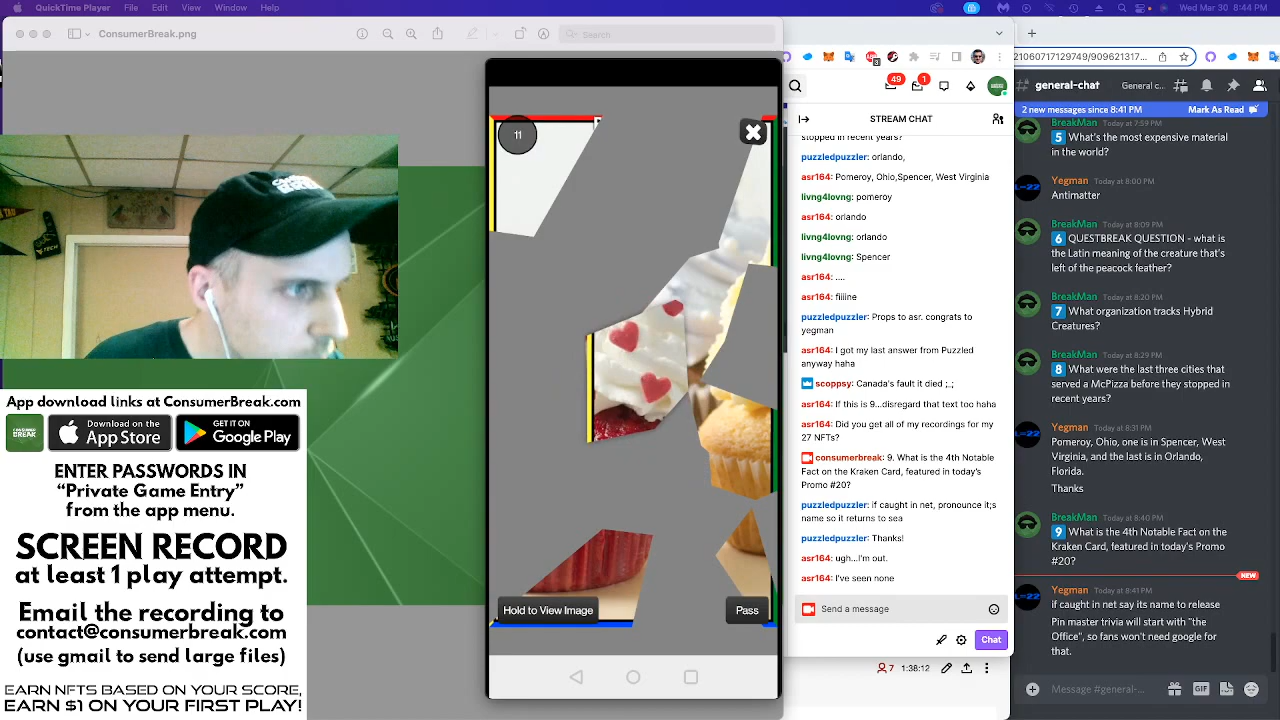 QuickTime Player File Edit View Window Help
Wed Mar 30 8:44 PM
ConsumerBreak.png
Search
11
Hold to View Image
Pass
App download links at ConsumerBreak.com
CONSUMER BREAK
Download on the
App Store
GET IT ON
Google Play
ENTER PASSWORDS IN
“Private Game Entry”
from the app menu.
SCREEN RECORD
at least 1 play attempt.
Email the recording to
contact@consumerbreak.com
(use gmail to send large files)
EARN NFTS BASED ON YOUR SCORE,
EARN $1 ON YOUR FIRST PLAY!
49
1
STREAM CHAT
stopped in recent years?
puzzledpuzzler: orlando,
asr164: Pomeroy, Ohio,Spencer, West Virginia
livng4lovng: pomeroy
asr164: orlando
livng4lovng: orlando
livng4lovng: Spencer
asr164: ....
asr164: fiiiine
puzzledpuzzler: Props to asr. congrats to
yegman
asr164: I got my last answer from Puzzled
anyway haha
scoppsy: Canada's fault it died ;_;
asr164: If this is 9...disregard that text too haha
asr164: Did you get all of my recordings for my
27 NFTs?
consumerbreak: 9. What is the 4th Notable
Fact on the Kraken Card, featured in today's
Promo #20?
puzzledpuzzler: if caught in net, pronounce it;s
name so it returns to sea
puzzledpuzzler: Thanks!
asr164: ugh...I'm out.
asr164: I've seen none
Send a message
Chat
7 1:38:12
21060717129749/909621317...
general-chat General c...
2 new messages since 8:41 PM Mark As Read
BreakMan Today at 7:59 PM
5 What's the most expensive material
in the world?
Yegman Today at 8:00 PM
Antimatter
BreakMan Today at 8:09 PM
6 QUESTBREAK QUESTION - what is
the Latin meaning of the creature that's
left of the peacock feather?
BreakMan Today at 8:20 PM
7 What organization tracks Hybrid
Creatures?
BreakMan Today at 8:29 PM
8 What were the last three cities that
served a McPizza before they stopped in
recent years?
Yegman Today at 8:31 PM
Pomeroy, Ohio, one is Spencer, West
Virginia, and the last is in Orlando,
Florida.
Thanks
BreakMan Today at 8:40 PM
9 What is the 4th Notable Fact on the
Kraken Card, featured in today's Promo
#20?
NEW
Yegman Today at 8:41 PM
if caught in net say its name to release
Pin master trivia will start with "the
Office", so fans won't need google for
that.
Message #general-...
GIF